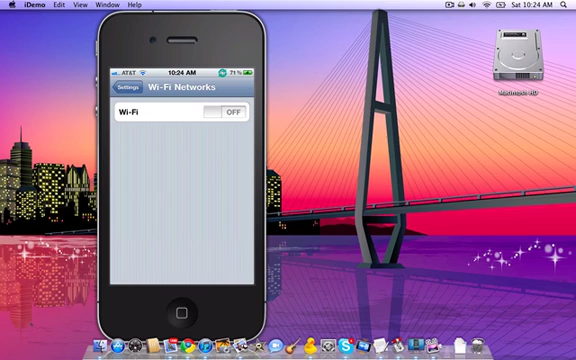 iDemo Edit View Window Help
Sat 10:24 AM
AT&T 10:24 AM 71%
Settings Wi-Fi Networks
Wi-Fi OFF
Macintosh HD